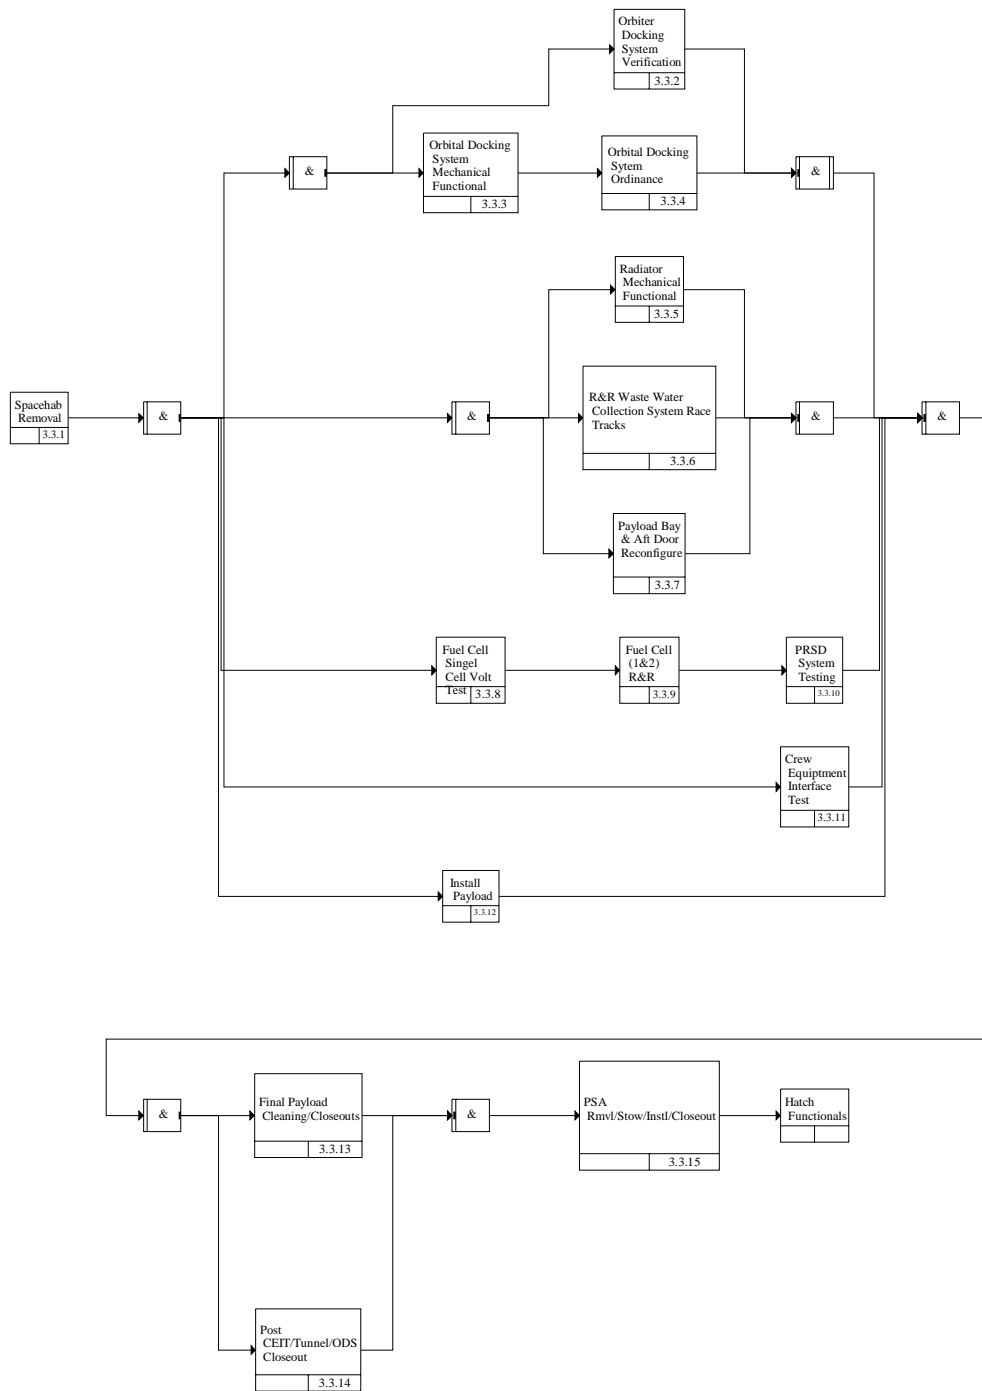 Orbiter
Docking
System
Verification
3.3.2
&
Orbital Docking
System
Mechanical
Functional
3.3.3
Orbital Docking
Sytem
Ordinance
3.3.4
&
Radiator
Mechanical
Functional
3.3.5
Spacehab
Removal
3.3.1
&
&
R&R Waste Water
Collection System Race
Tracks
3.3.6
&
&
Payload Bay
& Aft Door
Reconfigure
3.3.7
Fuel Cell
Singel
Cell Volt
Test
3.3.8
Fuel Cell
(1&2)
R&R
3.3.9
PRSD
System
Testing
3.3.10
Crew
Equiptment
Interface
Test
3.3.11
Install
Payload
3.3.12
&
Final Payload
Cleaning/Closeouts
3.3.13
&
PSA
Rmvl/Stow/Instl/Closeout
3.3.15
Hatch
Functionals
Post
CEIT/Tunnel/ODS
Closeout
3.3.14